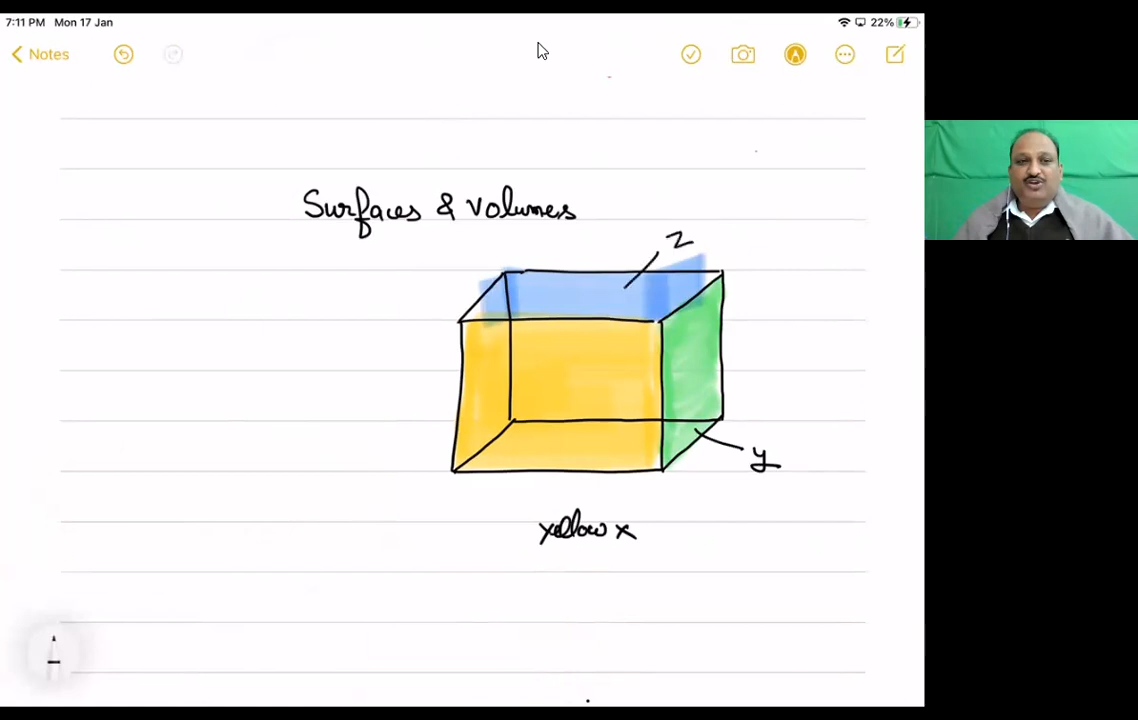 7:11 PM Mon 17 Jan
22%
Notes
Surfaces & volumes
z
y
yellow x